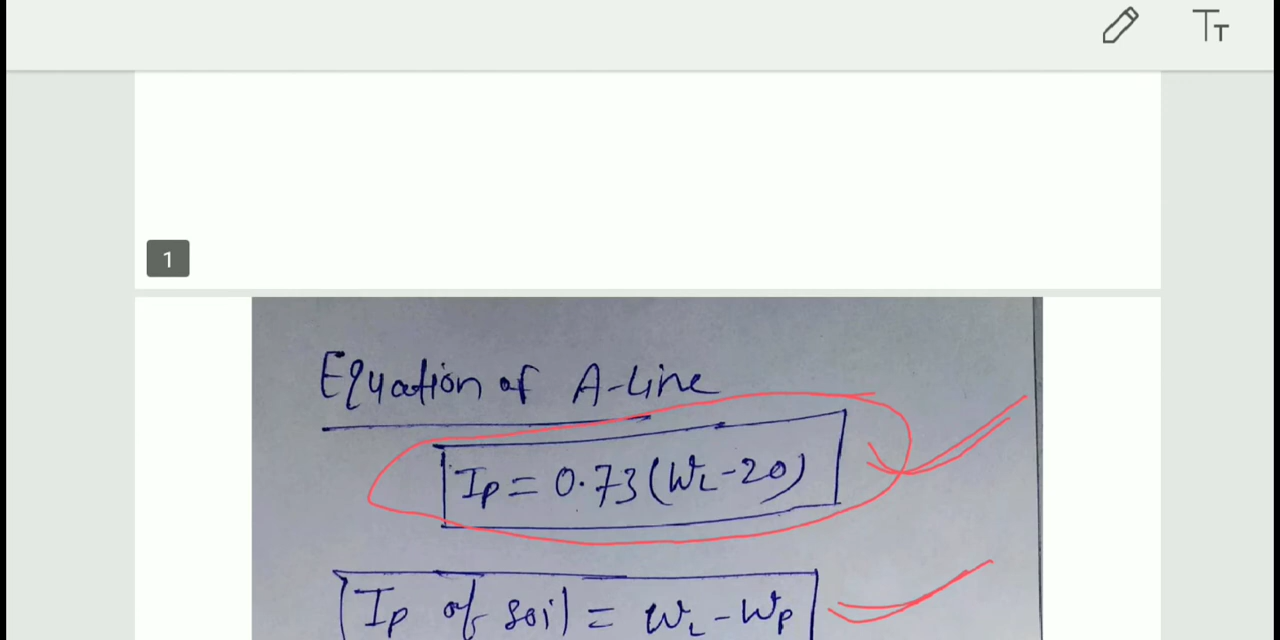 1
Equation of A-Line
Ip = 0.73 (WL - 20)
Ip of soil = WL - WP